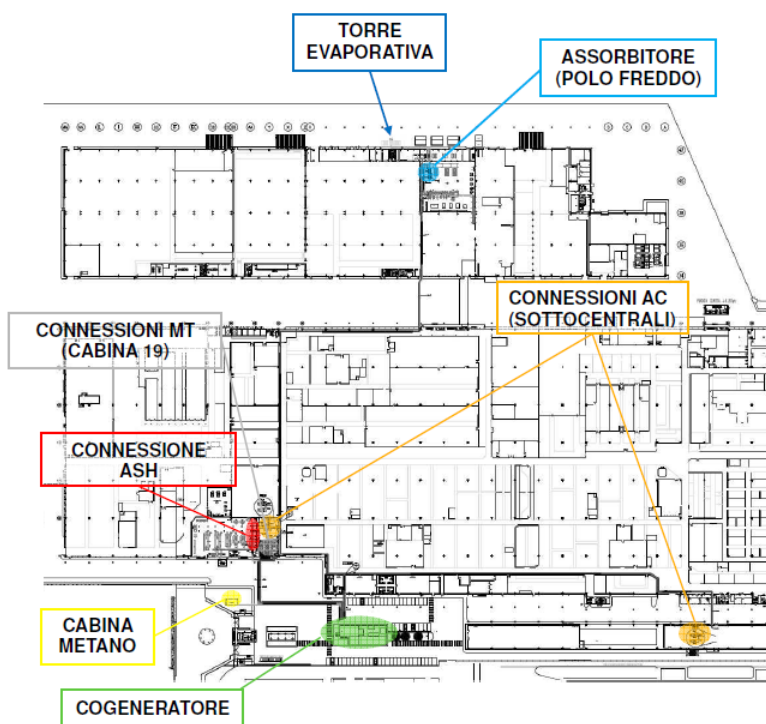 TORRE
EVAPORATIVA
ASSORBITORE
(POLO FREDDO)
CONNESSIONI AC
(SOTTOCENTRALI)
CONNESSIONI MT
(CABINA 19)
CONNESSIONE
ASH
CABINA
METANO
COGENERATORE